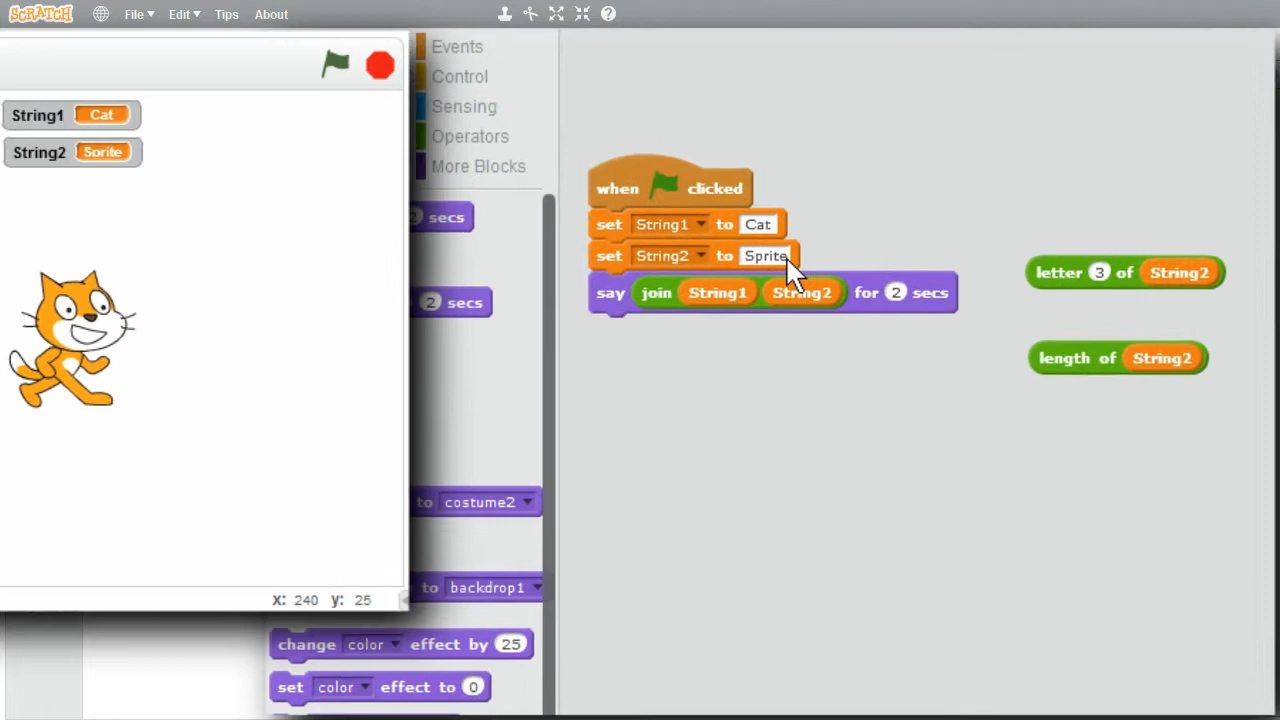 SCRATCH File Edit Tips About
String1 Cat
String2 Sorite
x: 240 y: 25
Events
Control
Sensing
Operators
More Blocks
2 secs
2 secs
to costume2
to backdrop1
change color effect by 25
set color effect to 0
when clicked
set String1 to Cat
set String2 to Sprite
say join String1 String2 for 2 secs
letter 3 of String2
length of String2